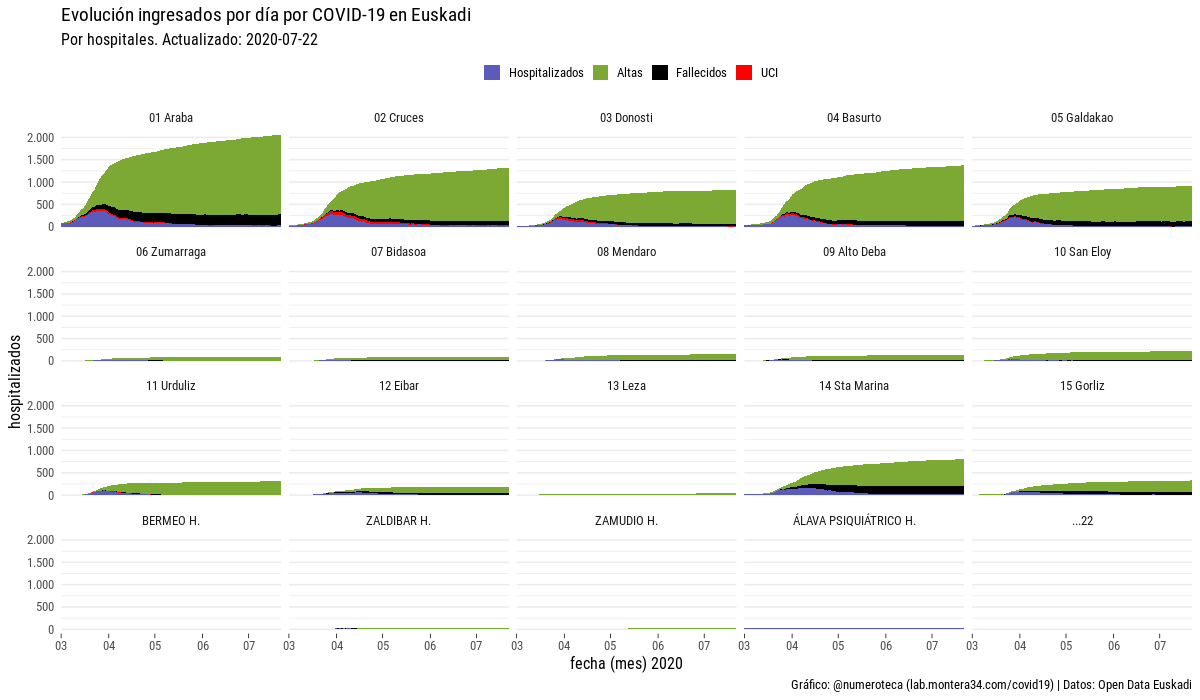 Evolución ingresados por día por COVID-19 en Euskadi
Por hospitales. Actualizado: 2020-07-22
Hospitalizados Altas Fallecidos UCI
01 Araba 02 Cruces 03 Donosti 04 Basurto 05 Galdakao
2.000
1.500
1.000
500
0
06 Zumarraga 07 Bidasoa 08 Mendaro 09 Alto Deba 10 San Eloy
2.000
1.500
1.000
500
0
hospitalizados
11 Urduliz 12 Eibar 13 Leza 14 Sta Marina 15 Gorliz
2.000
1.500
1.000
500
0
BERMEO H. ZALDIBAR H. ZAMUDIO H. ÁLAVA PSIQUIÁTRICO H. ...22
2.000
1.500
1.000
500
0
03 04 05 06 07 03 04 05 06 07 03 04 05 06 07 03 04 05 06 07 03 04 05 06 07
fecha (mes) 2020
Gráfico: @numeroteca (lab.montera34.com/covid19) | Datos: Open Data Euskadi